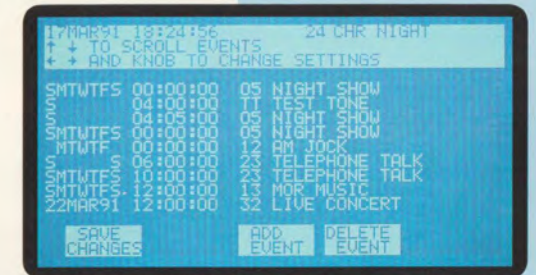 17MAR91 18:24:56 24 CHR NIGHT
↑ ↓ TO SCROLL EVENTS
← → AND KNOB TO CHANGE SETTINGS
SMTWTFS 00:00:00 05 NIGHT SHOW
S 04:00:00 TT TEST TONE
S 04:05:00 05 NIGHT SHOW
SMTWTFS 00:00:00 05 NIGHT SHOW
MTWTF 00:00:00 12 AM JOCK
S S 06:00:00 23 TELEPHONE TALK
SMTWTFS 10:00:00 23 TELEPHONE TALK
SMTWTFS.12:00:00 13 MOR MUSIC
22MAR91 12:00:00 32 LIVE CONCERT
SAVE ADD DELETE
CHANGES EVENT EVENT